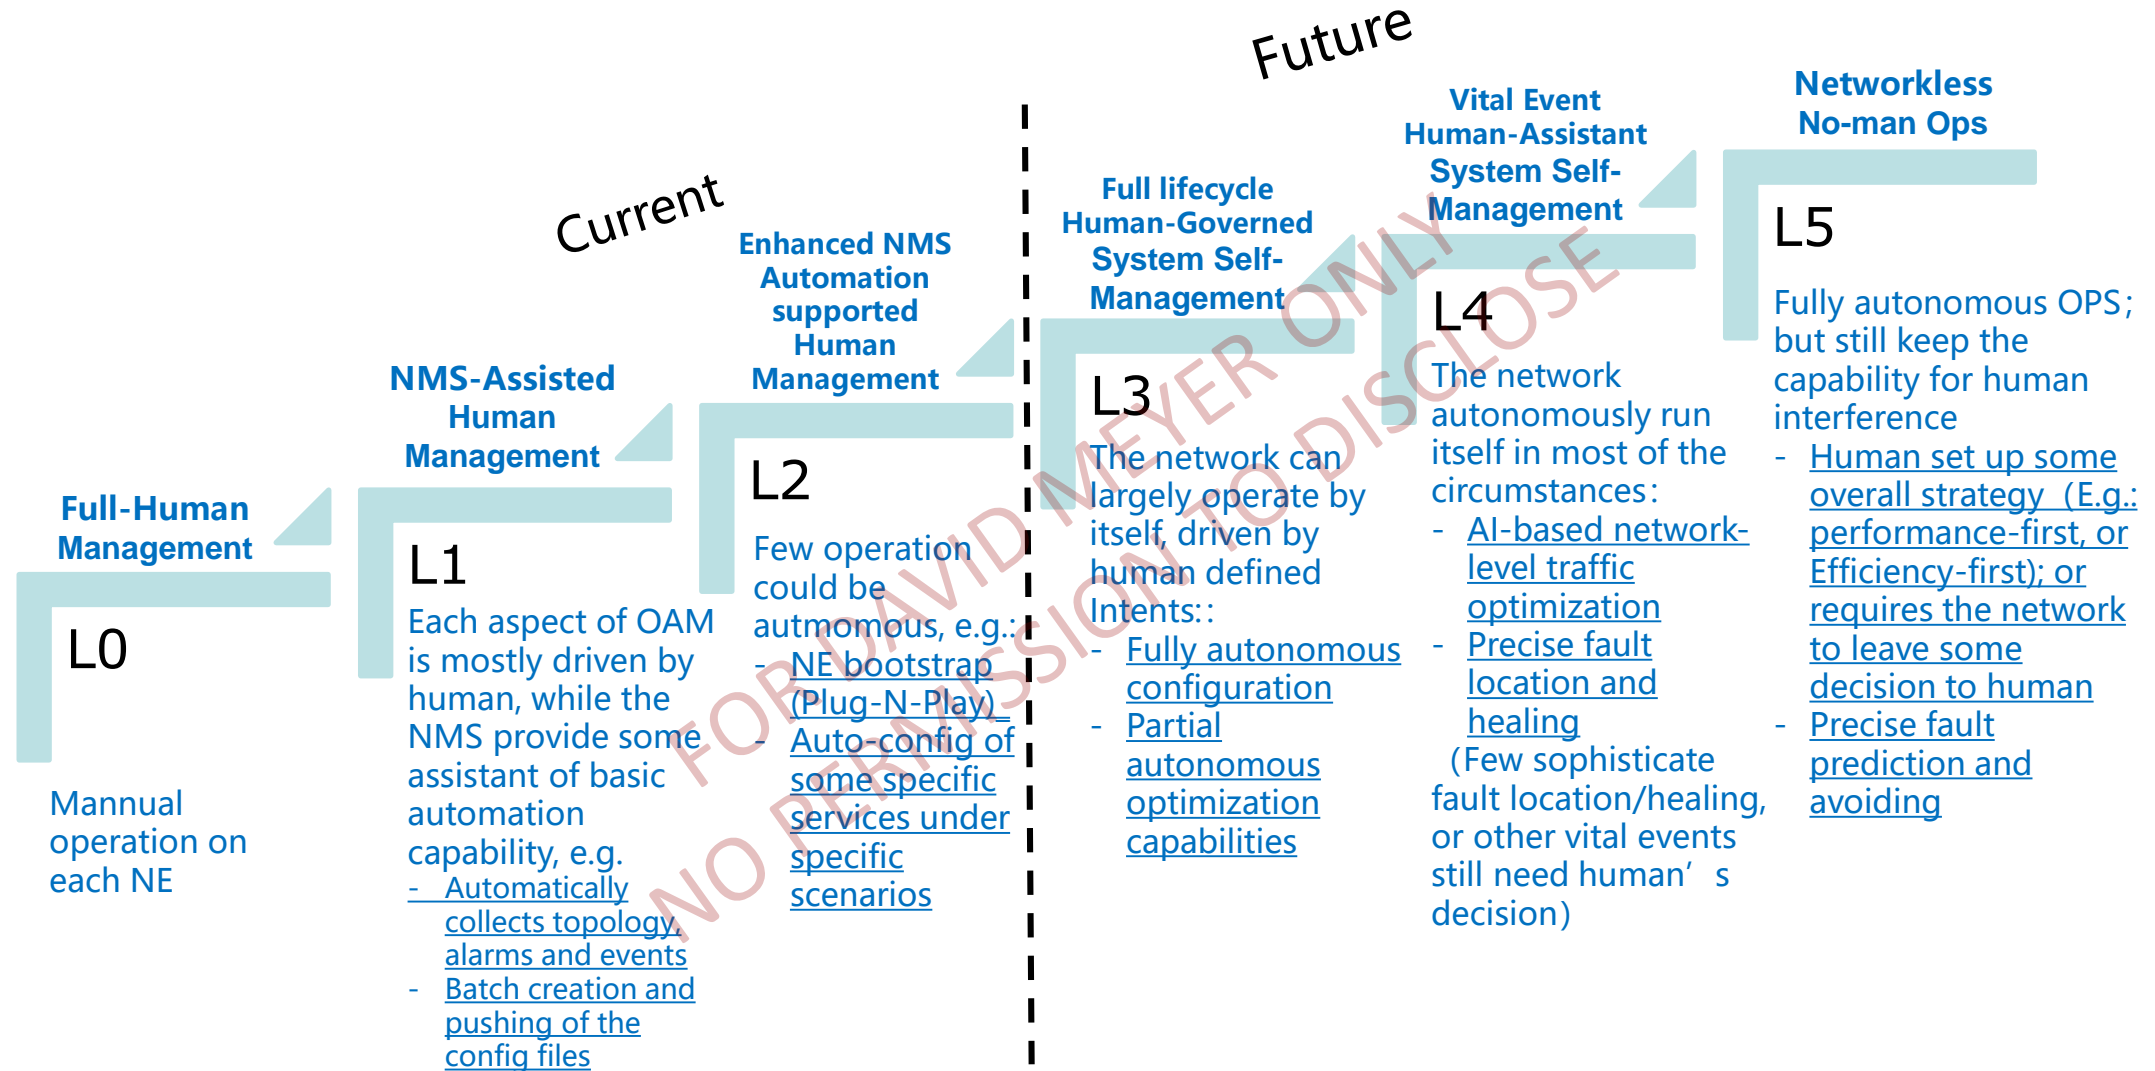 Current
Future
Full-Human
Management
L0
Mannual
operation on
each NE
NMS-Assisted
Human
Management
L1
Each aspect of OAM
is mostly driven by
human, while the
NMS provide some
assistant of basic
automation
capability, e.g.
- Automatically
collects topology,
alarms and events
- Batch creation and
pushing of the
config files
Enhanced NMS
Automation
supported
Human
Management
L2
Few operation
could be
autmomous, e.g.:
- NE bootstrap
(Plug-N-Play)
- Auto-config of
some specific
services under
specific
scenarios
Full lifecycle
Human-Governed
System Self-
Management
L3
The network can
largely operate by
itself, driven by
human defined
Intents::
- Fully autonomous
configuration
- Partial
autonomous
optimization
capabilities
Vital Event
Human-Assistant
System Self-
Management
L4
The network
autonomously run
itself in most of the
circumstances:
- AI-based network-
level traffic
optimization
- Precise fault
location and
healing
(Few sophisticate
fault location/healing,
or other vital events
still need human's
decision)
Networkless
No-man Ops
L5
Fully autonomous OPS;
but still keep the
capability for human
interference
- Human set up some
overall strategy (E.g.:
performance-first, or
Efficiency-first); or
requires the network
to leave some
decision to human
- Precise fault
prediction and
avoiding
FOR DAVID MEYER ONLY
NO PERMISSION TO DISCLOSE